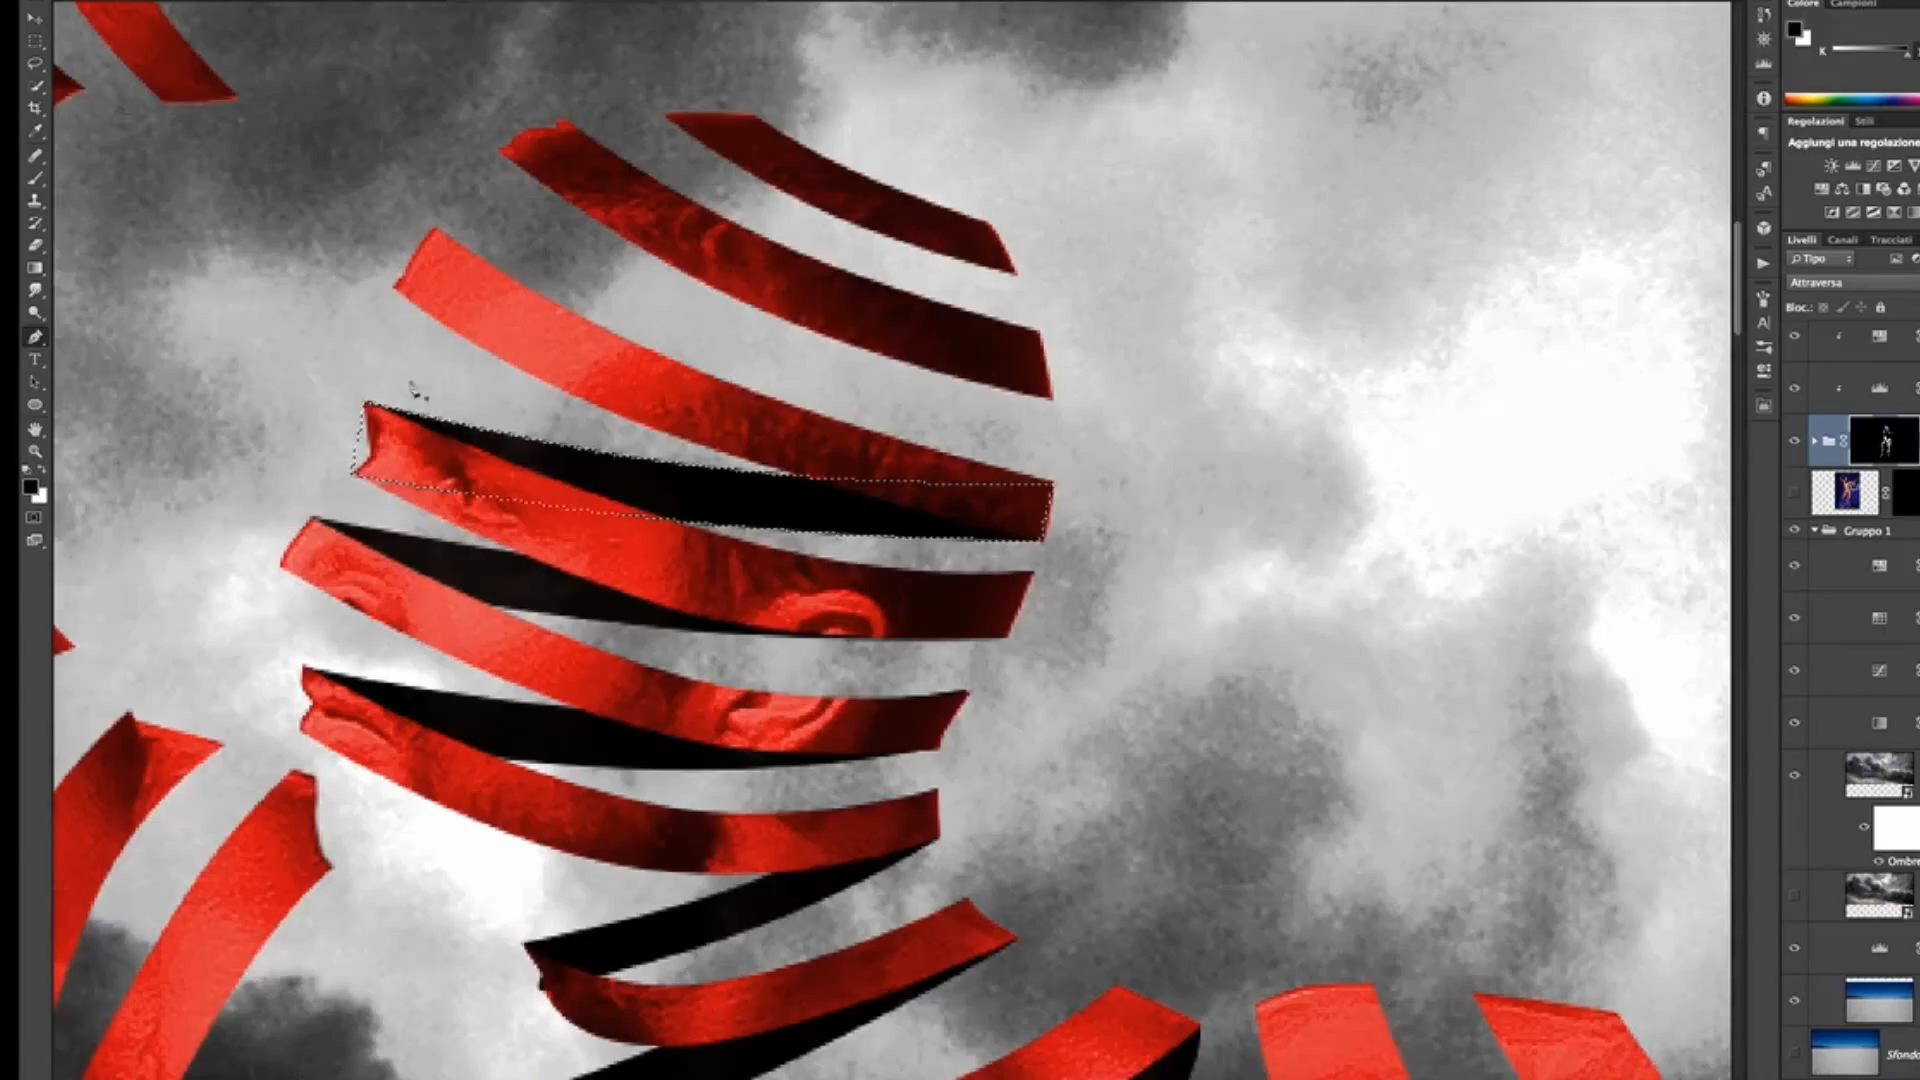 Colore Campioni
K
Regolazioni Stili
Aggiungi una regolazione
Livelli Canali Tracciati
Tipo
Attraversa
Bloc.:
Gruppo 1
Ombre
Sfondo